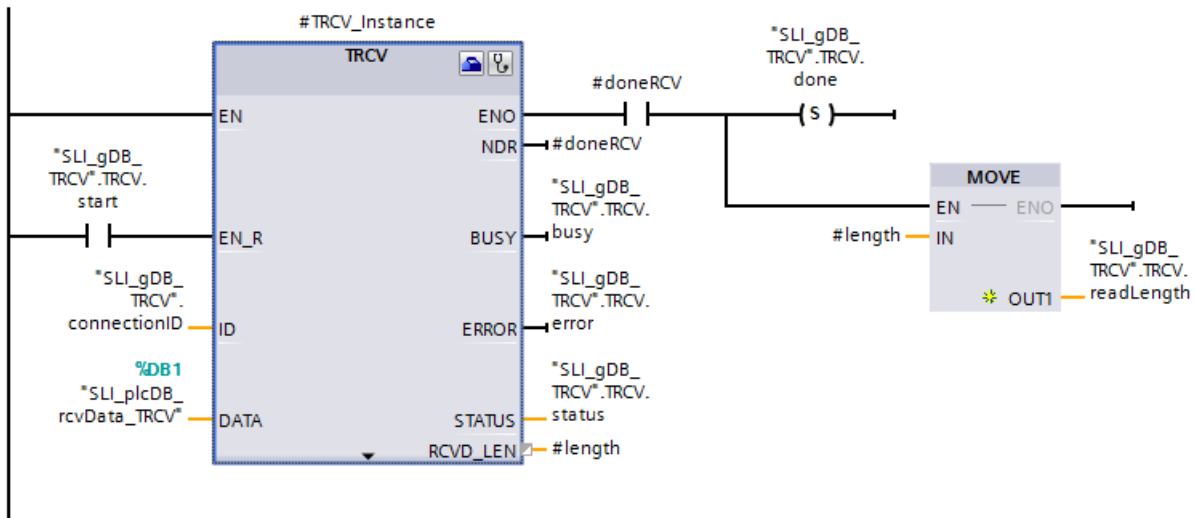 #TRCV_Instance
TRCV
EN
ENO
#doneRCV
"SLI_gDB_
TRCV".TRCV.
done
S
NDR
#doneRCV
"SLI_gDB_
TRCV".TRCV.
start
EN_R
BUSY
"SLI_gDB_
TRCV".TRCV.
busy
MOVE
EN
ENO
#length
IN
OUT1
"SLI_gDB_
TRCV".TRCV.
readLength
"SLI_gDB_
TRCV".
connectionID
ID
ERROR
"SLI_gDB_
TRCV".TRCV.
error
%DB1
"SLI_plcDB_
rcvData_TRCV"
DATA
STATUS
"SLI_gDB_
TRCV".TRCV.
status
RCVD_LEN
#length